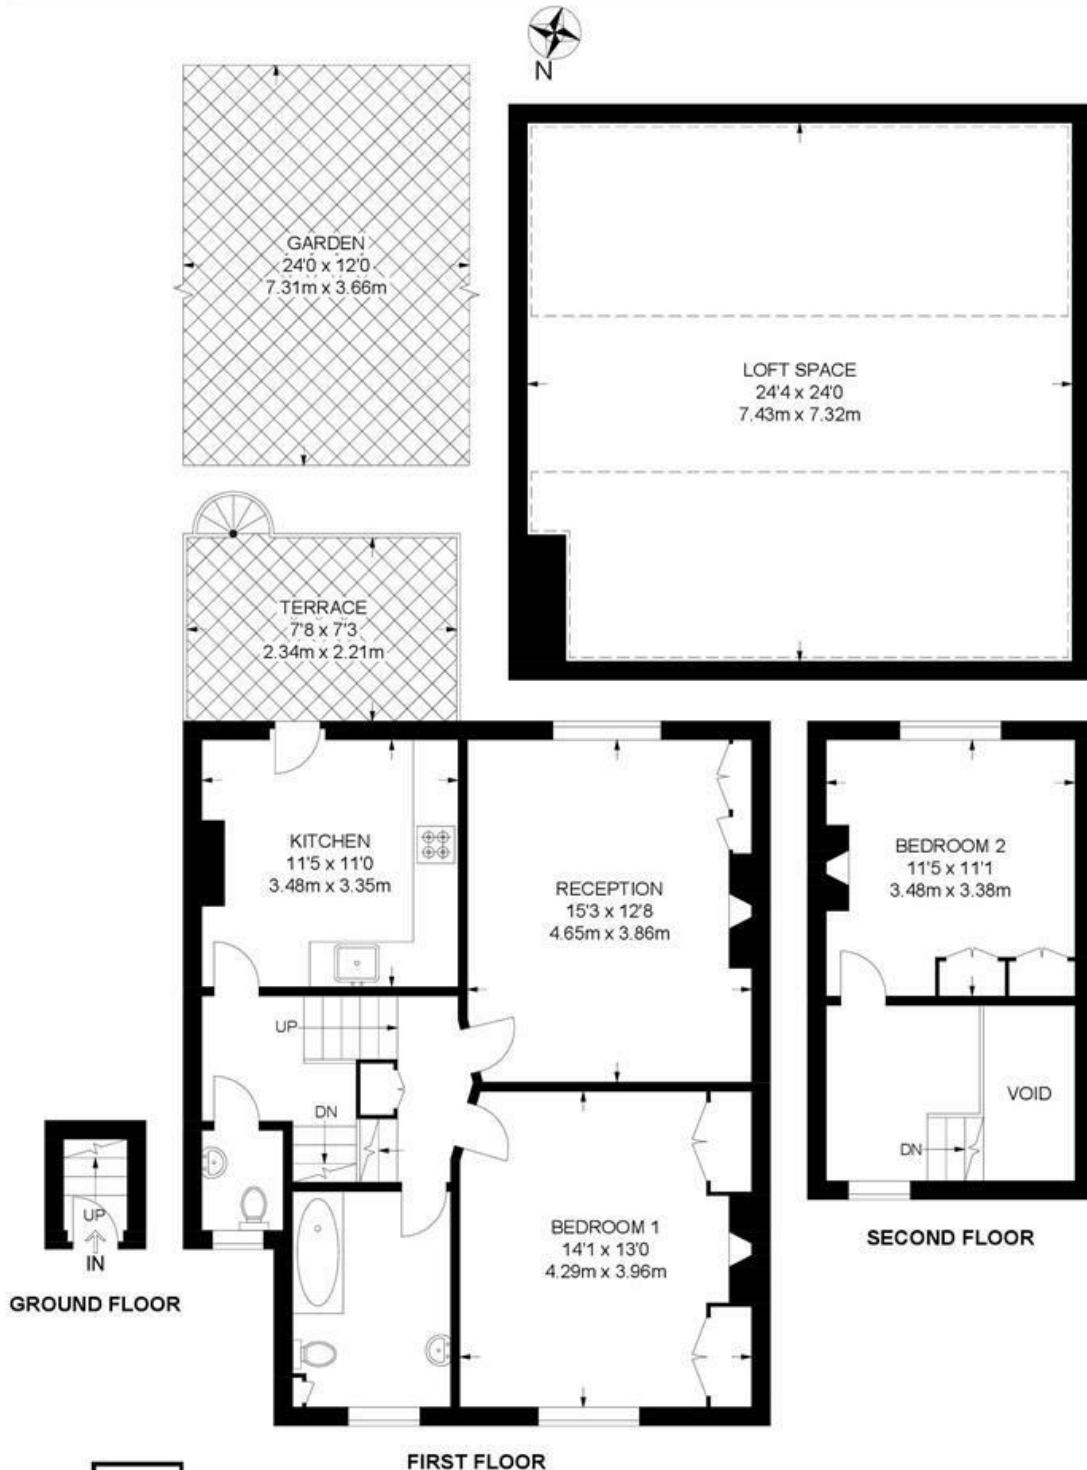 N
GARDEN
24'0 x 12'0
7.31m x 3.66m
LOFT SPACE
24'4 x 24'0
7.43m x 7.32m
TERRACE
7'8 x 7'3
2.34m x 2.21m
KITCHEN
11'5 x 11'0
3.48m x 3.35m
RECEPTION
15'3 x 12'8
4.65m x 3.86m
BEDROOM 2
11'5 x 11'1
3.48m x 3.38m
UP
DN
VOID
DN
SECOND FLOOR
UP
IN
GROUND FLOOR
BEDROOM 1
14'1 x 13'0
4.29m x 3.96m
FIRST FLOOR